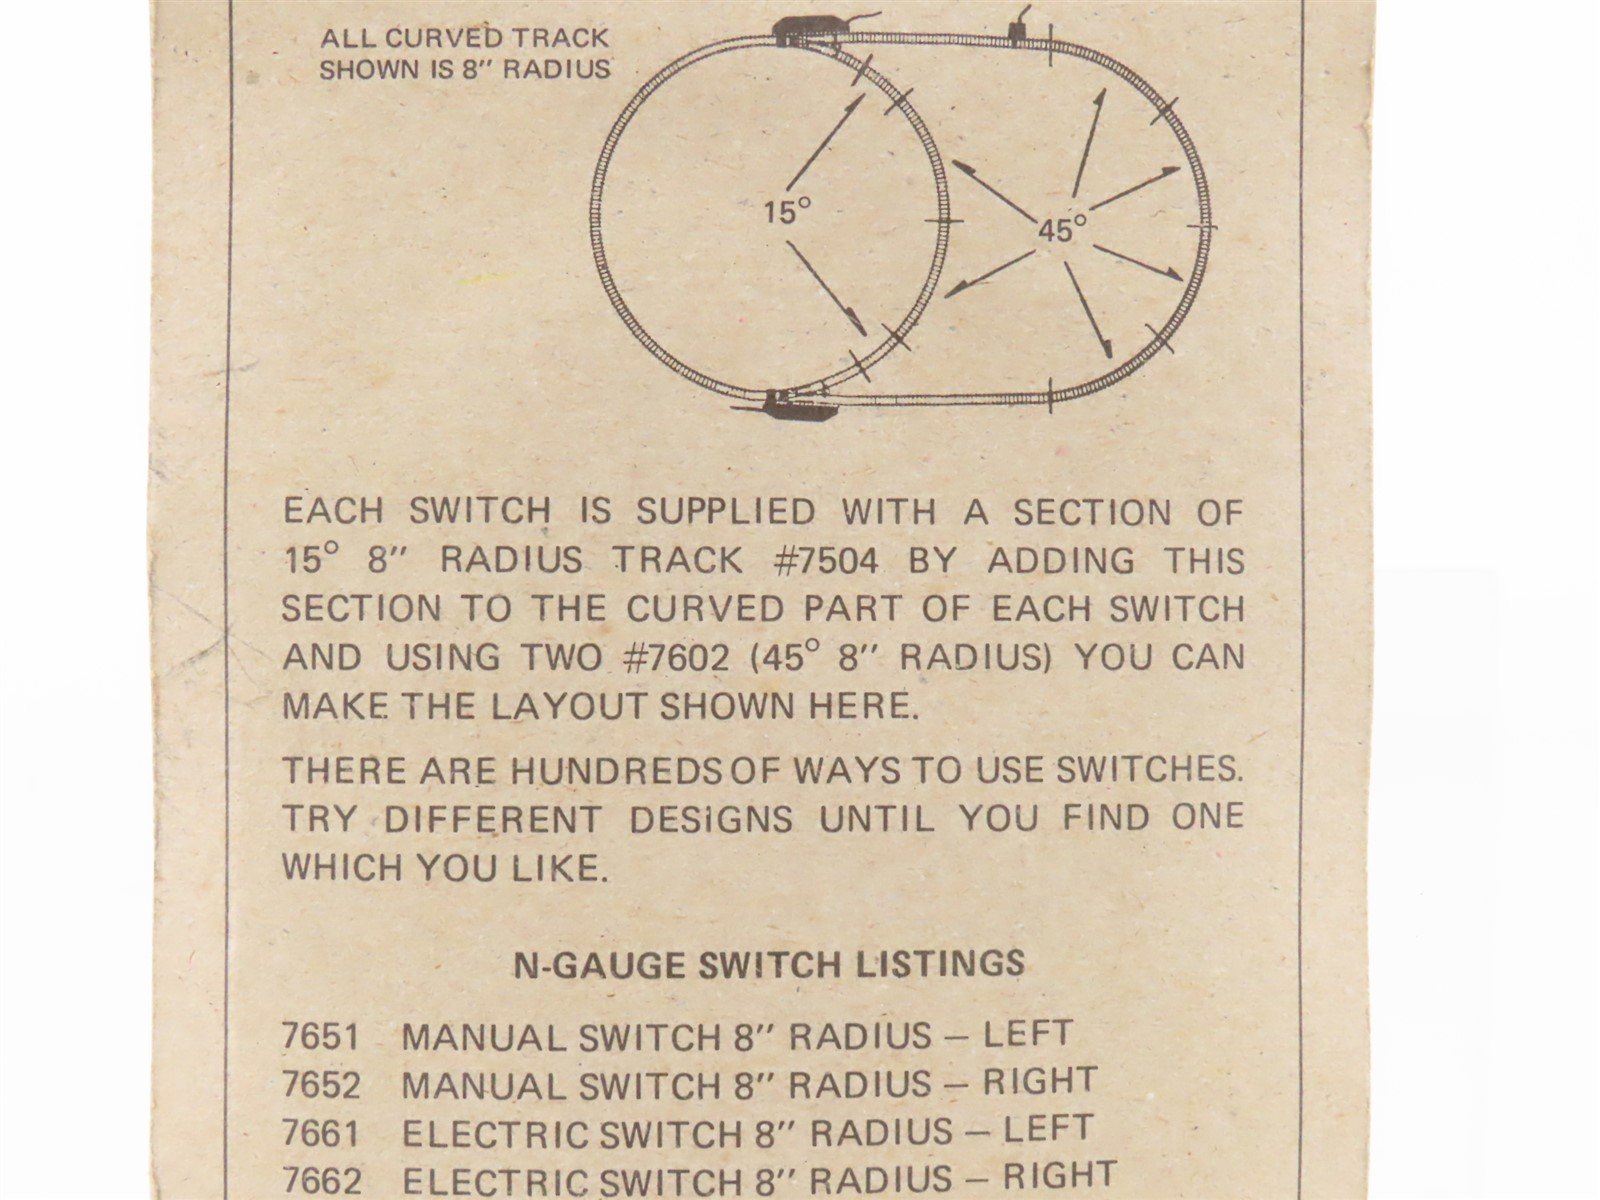 ALL CURVED TRACK
SHOWN IS 8" RADIUS
15°
45°
EACH SWITCH IS SUPPLIED WITH A SECTION OF
15° 8" RADIUS TRACK #7504 BY ADDING THIS
SECTION TO THE CURVED PART OF EACH SWITCH
AND USING TWO #7602 (45° 8" RADIUS) YOU CAN
MAKE THE LAYOUT SHOWN HERE.
THERE ARE HUNDREDS OF WAYS TO USE SWITCHES.
TRY DIFFERENT DESIGNS UNTIL YOU FIND ONE
WHICH YOU LIKE.
N-GAUGE SWITCH LISTINGS
7651 MANUAL SWITCH 8" RADIUS – LEFT
7652 MANUAL SWITCH 8" RADIUS – RIGHT
7661 ELECTRIC SWITCH 8" RADIUS – LEFT
7662 ELECTRIC SWITCH 8" RADIUS – RIGHT